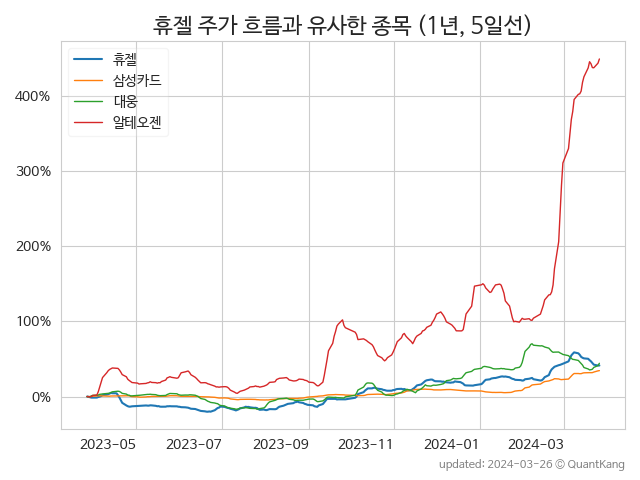 휴젤 주가 흐름과 유사한 종목 (1년, 5일선)
휴젤
삼성카드
대웅
알테오젠
400%
300%
200%
100%
0%
2023-05 2023-07 2023-09 2023-11 2024-01 2024-03
updated: 2024-03-26 © QuantKang